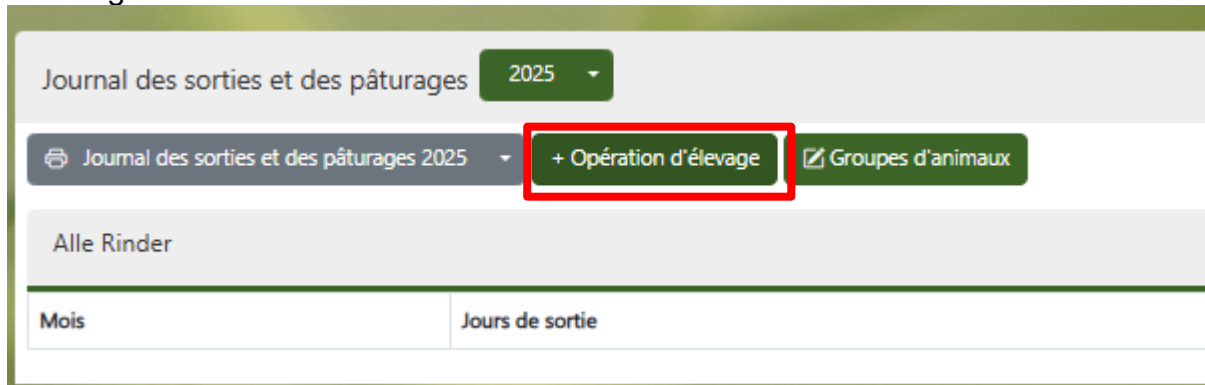 Journal des sorties et des pâturages 2025
Journal des sorties et des pâturages 2025 + Opération d'élevage Groupes d'animaux
Alle Rinder
Mois Jours de sortie